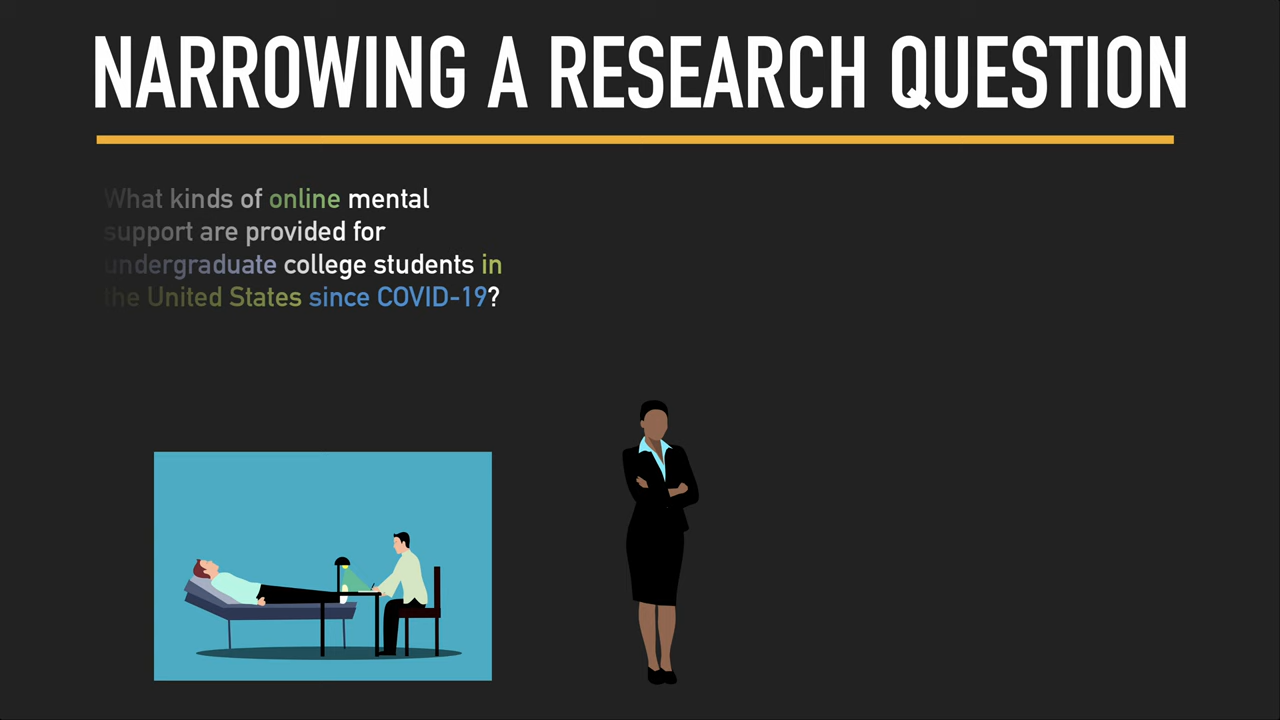 NARROWING A RESEARCH QUESTION
What kinds of online mental
support are provided for
undergraduate college students in
the United States since COVID-19?